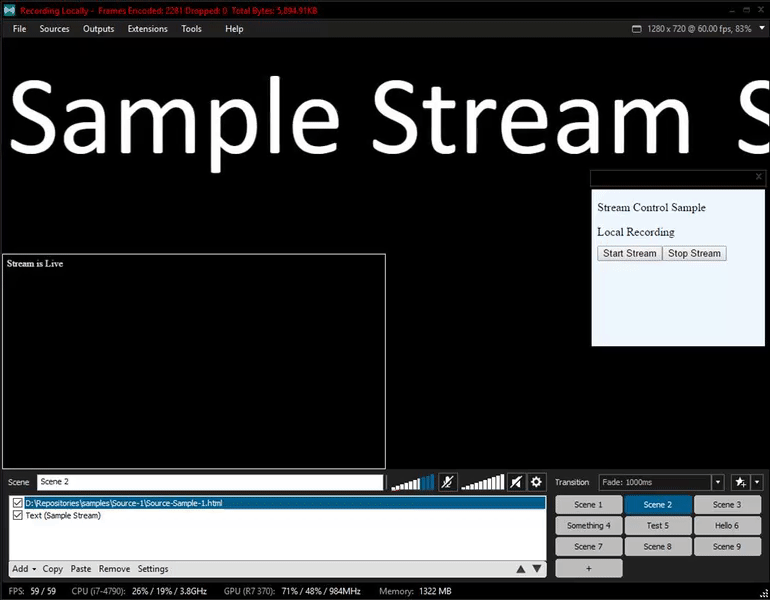 Recording Locally - Frames Encoded: 2281 Dropped: 0 Total Bytes: 5,894.91KB
File Sources Outputs Extensions Tools Help 1280 x 720 @ 60.00 fps, 83%
Sample Stream S
x
Stream Control Sample
Local Recording
Start Stream Stop Stream
Stream is Live
Scene Scene 2 Transition Fade: 1000ms
D:\Repositories\samples\Source-1\Source-Sample-1.html
Text (Sample Stream)
Scene 1 Scene 2 Scene 3
Something 4 Test 5 Hello 6
Scene 7 Scene 8 Scene 9
+
Add Copy Paste Remove Settings
FPS: 59 / 59 CPU (i7-4790): 26% / 19% / 3.8GHz GPU (R7 370): 71% / 48% / 984MHz Memory: 1322 MB